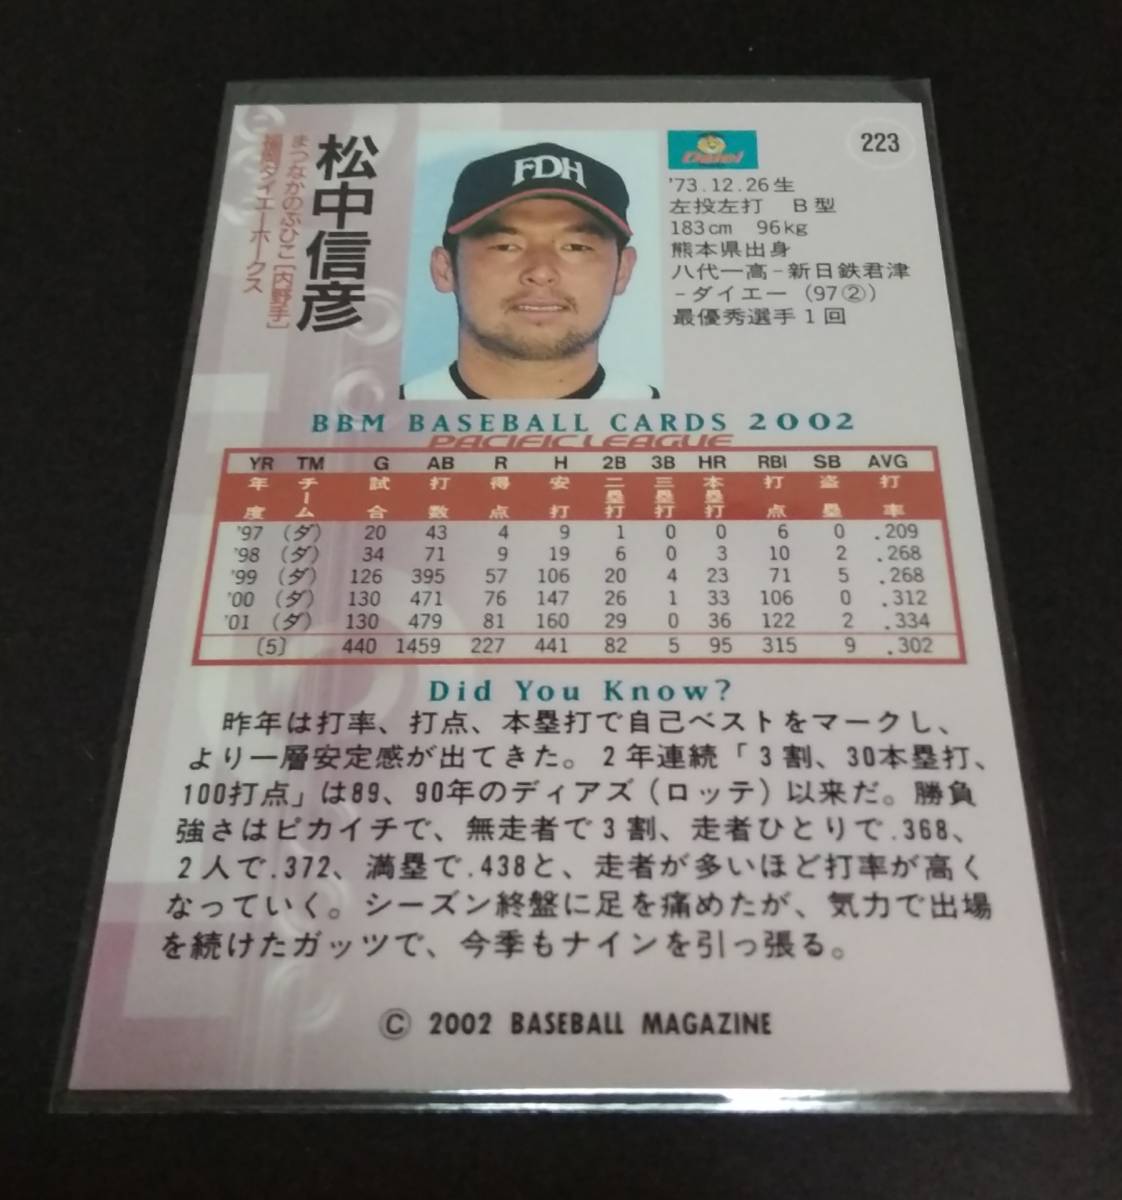 223
松中信彦
まつなかのぶひこ [内野手]
福岡ダイエーホークス
FDH
Daiei
'73.12.26生
左投左打 B型
183cm 96kg
熊本県出身
八代一高-新日鉄君津
-ダイエー (97②)
最優秀選手1回
BBM BASEBALL CARDS 2002
PACIFIC LEAGUE
YR TM G AB R H 2B 3B HR RBI SB AVG
年度 チーム 試合 打数 得点 安打 二塁打 三塁打 本塁打 打点 盗塁 打率
'97 (ダ) 20 43 4 9 1 0 0 6 0 .209
'98 (ダ) 34 71 9 19 6 0 3 10 2 .268
'99 (ダ) 126 395 57 106 20 4 23 71 5 .268
'00 (ダ) 130 471 76 147 26 1 33 106 0 .312
'01 (ダ) 130 479 81 160 29 0 36 122 2 .334
[5] 440 1459 227 441 82 5 95 315 9 .302
Did You Know?
昨年は打率、打点、本塁打で自己ベストをマークし、
より一層安定感が出てきた。2年連続「3割、30本塁打、
100打点」は89、90年のディアズ(ロッテ)以来だ。勝負
強さはピカイチで、無走者で3割、走者ひとりで.368、
2人で.372、満塁で.438と、走者が多いほど打率が高く
なっていく。シーズン終盤に足を痛めたが、気力で出場
を続けたガッツで、今季もナインを引っ張る。
© 2002 BASEBALL MAGAZINE